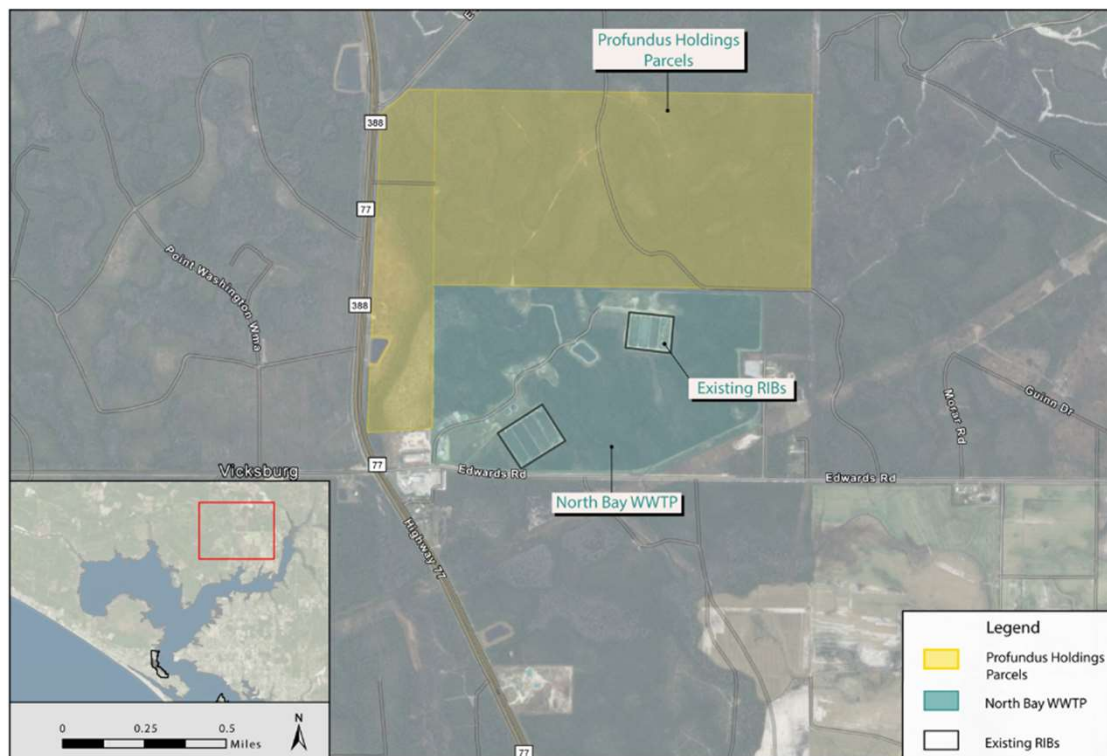 Profundus Holdings
Parcels
388
77
Point Washington Wma
388
Existing RIBs
Guinn Dr
Morar Rd
77
Vicksburg
Edwards Rd
Edwards Rd
North Bay WWTP
Highway 77
77
0 0.25 0.5
Miles
N
Legend
Profundus Holdings
Parcels
North Bay WWTP
Existing RIBs